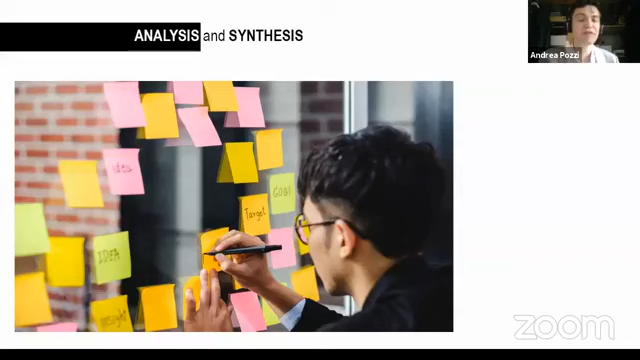 ANALYSIS and SYNTHESIS
Andrea Pozzi
Idea
GOAL
Target
IDEA
insight
zoom